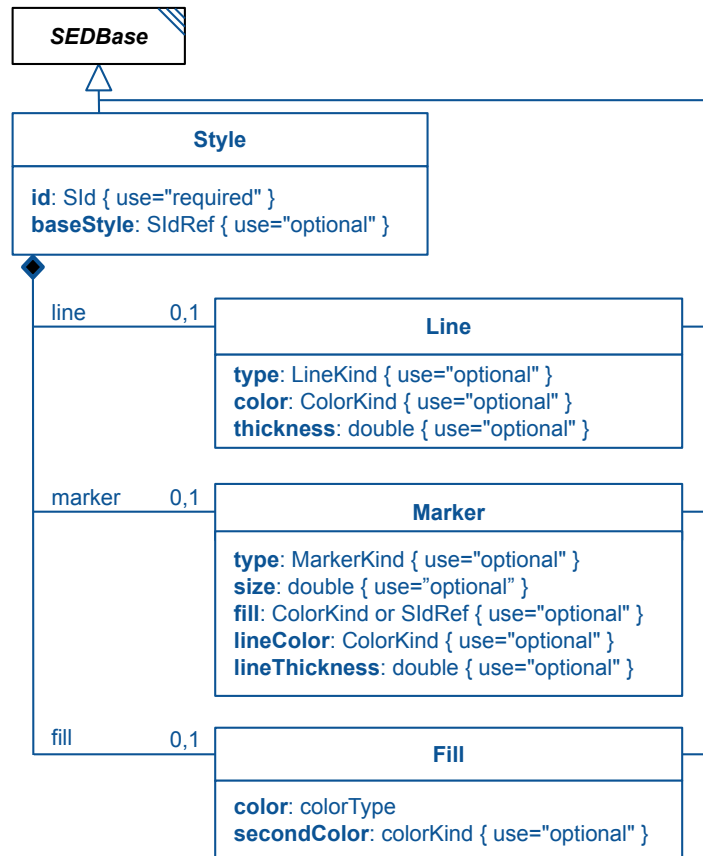 SEDBase
Style
id: SId { use="required" }
baseStyle: SIdRef { use="optional" }
line 0,1
Line
type: LineKind { use="optional" }
color: ColorKind { use="optional" }
thickness: double { use="optional" }
marker 0,1
Marker
type: MarkerKind { use="optional" }
size: double { use=”optional” }
fill: ColorKind or SIdRef { use="optional" }
lineColor: ColorKind { use="optional" }
lineThickness: double { use="optional" }
fill 0,1
Fill
color: colorType
secondColor: colorKind { use="optional" }